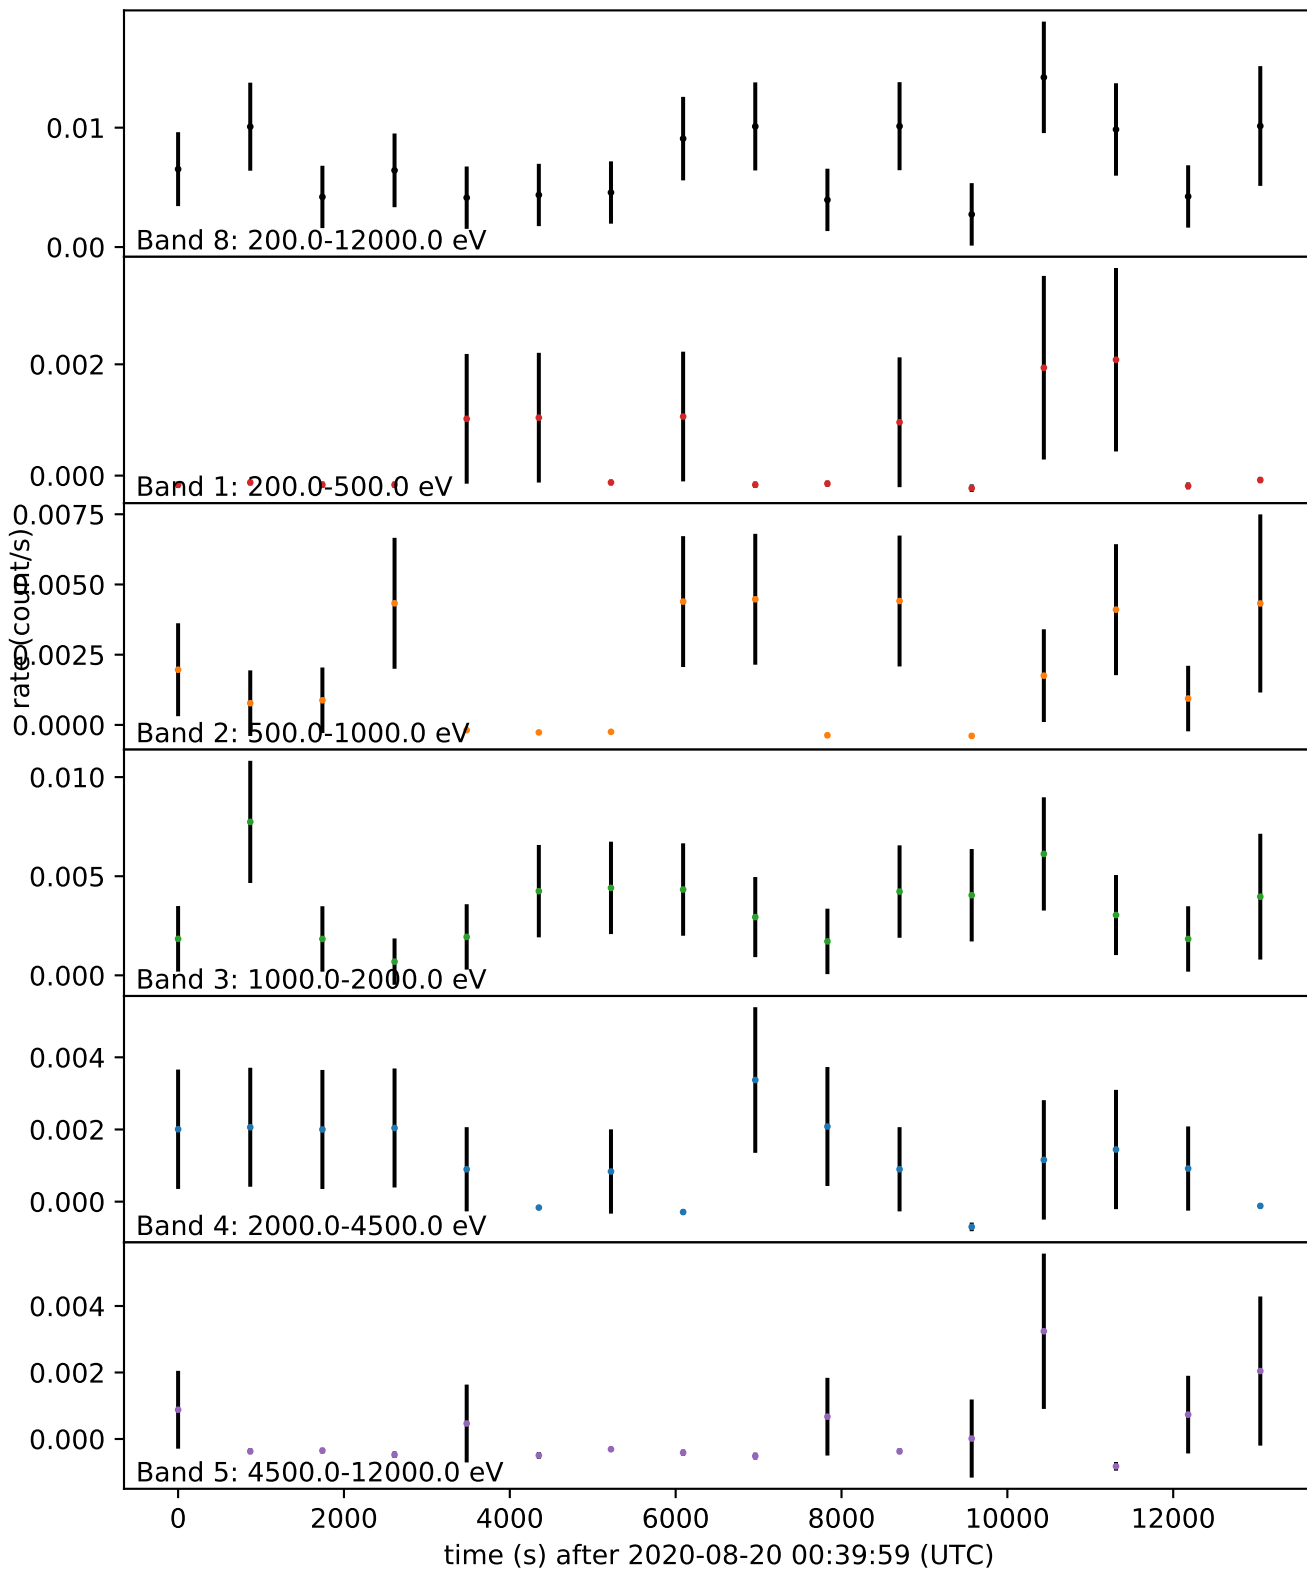 0.01
0.00
Band 8: 200.0-12000.0 eV
0.002
0.000
Band 1: 200.0-500.0 eV
rate (count/s)
0.0075
0.0050
0.0025
0.0000
Band 2: 500.0-1000.0 eV
0.010
0.005
0.000
Band 3: 1000.0-2000.0 eV
0.004
0.002
0.000
Band 4: 2000.0-4500.0 eV
0.004
0.002
0.000
Band 5: 4500.0-12000.0 eV
0 2000 4000 6000 8000 10000 12000
time (s) after 2020-08-20 00:39:59 (UTC)